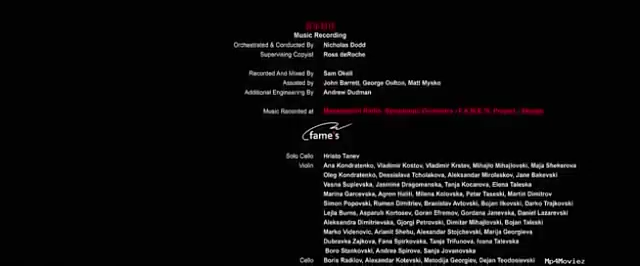 Music Recording
Orchestrated & Conducted By Nicholas Dodd
Supervising Copyist Ross deRoche
Recorded And Mixed By Sam Okell
Assisted by John Barrett, George Oulton, Matt Mysko
Additional Engineering By Andrew Dudman
Music Recorded at
fame's
Solo Cello Hristo Tanev
Violin Ana Kondratenko, Vladimir Kostov, Vladimir Krstev, Mihajlo Mihajlovski, Maja Shekerova
Oleg Kondratenko, Dessislava Tcholakova, Aleksandar Miroleskov, Jane Bakevski
Vesna Supievska, Jasmina Dragomanska, Tanja Kocarova, Elena Taleska
Marina Garcevska, Agron Halili, Milena Kolovska, Petar Tasaski, Martin Dimitrov
Simon Popovski, Rumen Dimitriev, Branislav Avtovski, Bojan Ilkovski, Darko Trajkovski
Lejla Burns, Asparuh Kortosev, Goran Efremov, Gordana Janevska, Daniel Lazarevski
Aleksandra Dimitrievska, Gjorgi Petrovski, Dimitar Mihajlovski, Bojan Taleski
Marko Videnovic, Arianit Shehu, Alexandar Stojchevski, Marija Georgieva
Dubravka Zajkova, Fana Spirkovska, Tanja Trifunova, Ioana Talevska
Boro Stankovski, Andrea Spirova, Sanja Jovanovska
Cello Boris Radilov, Alexandar Kotevski, Metodija Georgiev, Dejan Teodosievski
Mp4Moviez